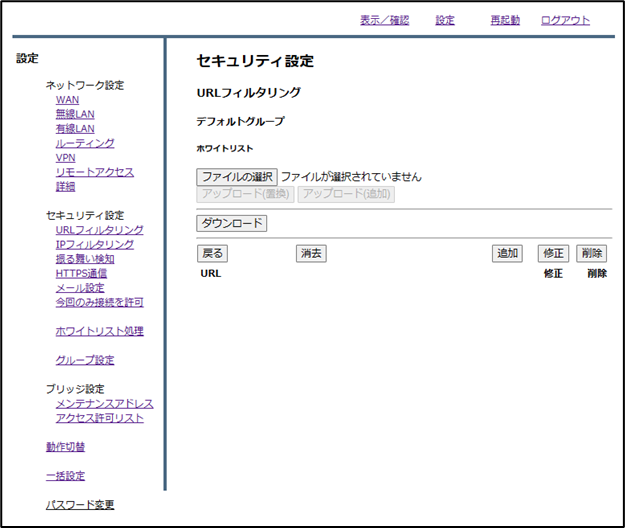 表示／確認 設定 再起動 ログアウト
設定
ネットワーク設定
WAN
無線LAN
有線LAN
ルーティング
VPN
リモートアクセス
詳細
セキュリティ設定
URLフィルタリング
IPフィルタリング
振る舞い検知
HTTPS通信
メール設定
今回のみ接続を許可
ホワイトリスト処理
グループ設定
ブリッジ設定
メンテナンスアドレス
アクセス許可リスト
動作切替
一括設定
パスワード変更
セキュリティ設定
URLフィルタリング
デフォルトグループ
ホワイトリスト
ファイルの選択 ファイルが選択されていません
アップロード(置換) アップロード(追加)
ダウンロード
戻る 消去 追加 修正 削除
URL 修正 削除